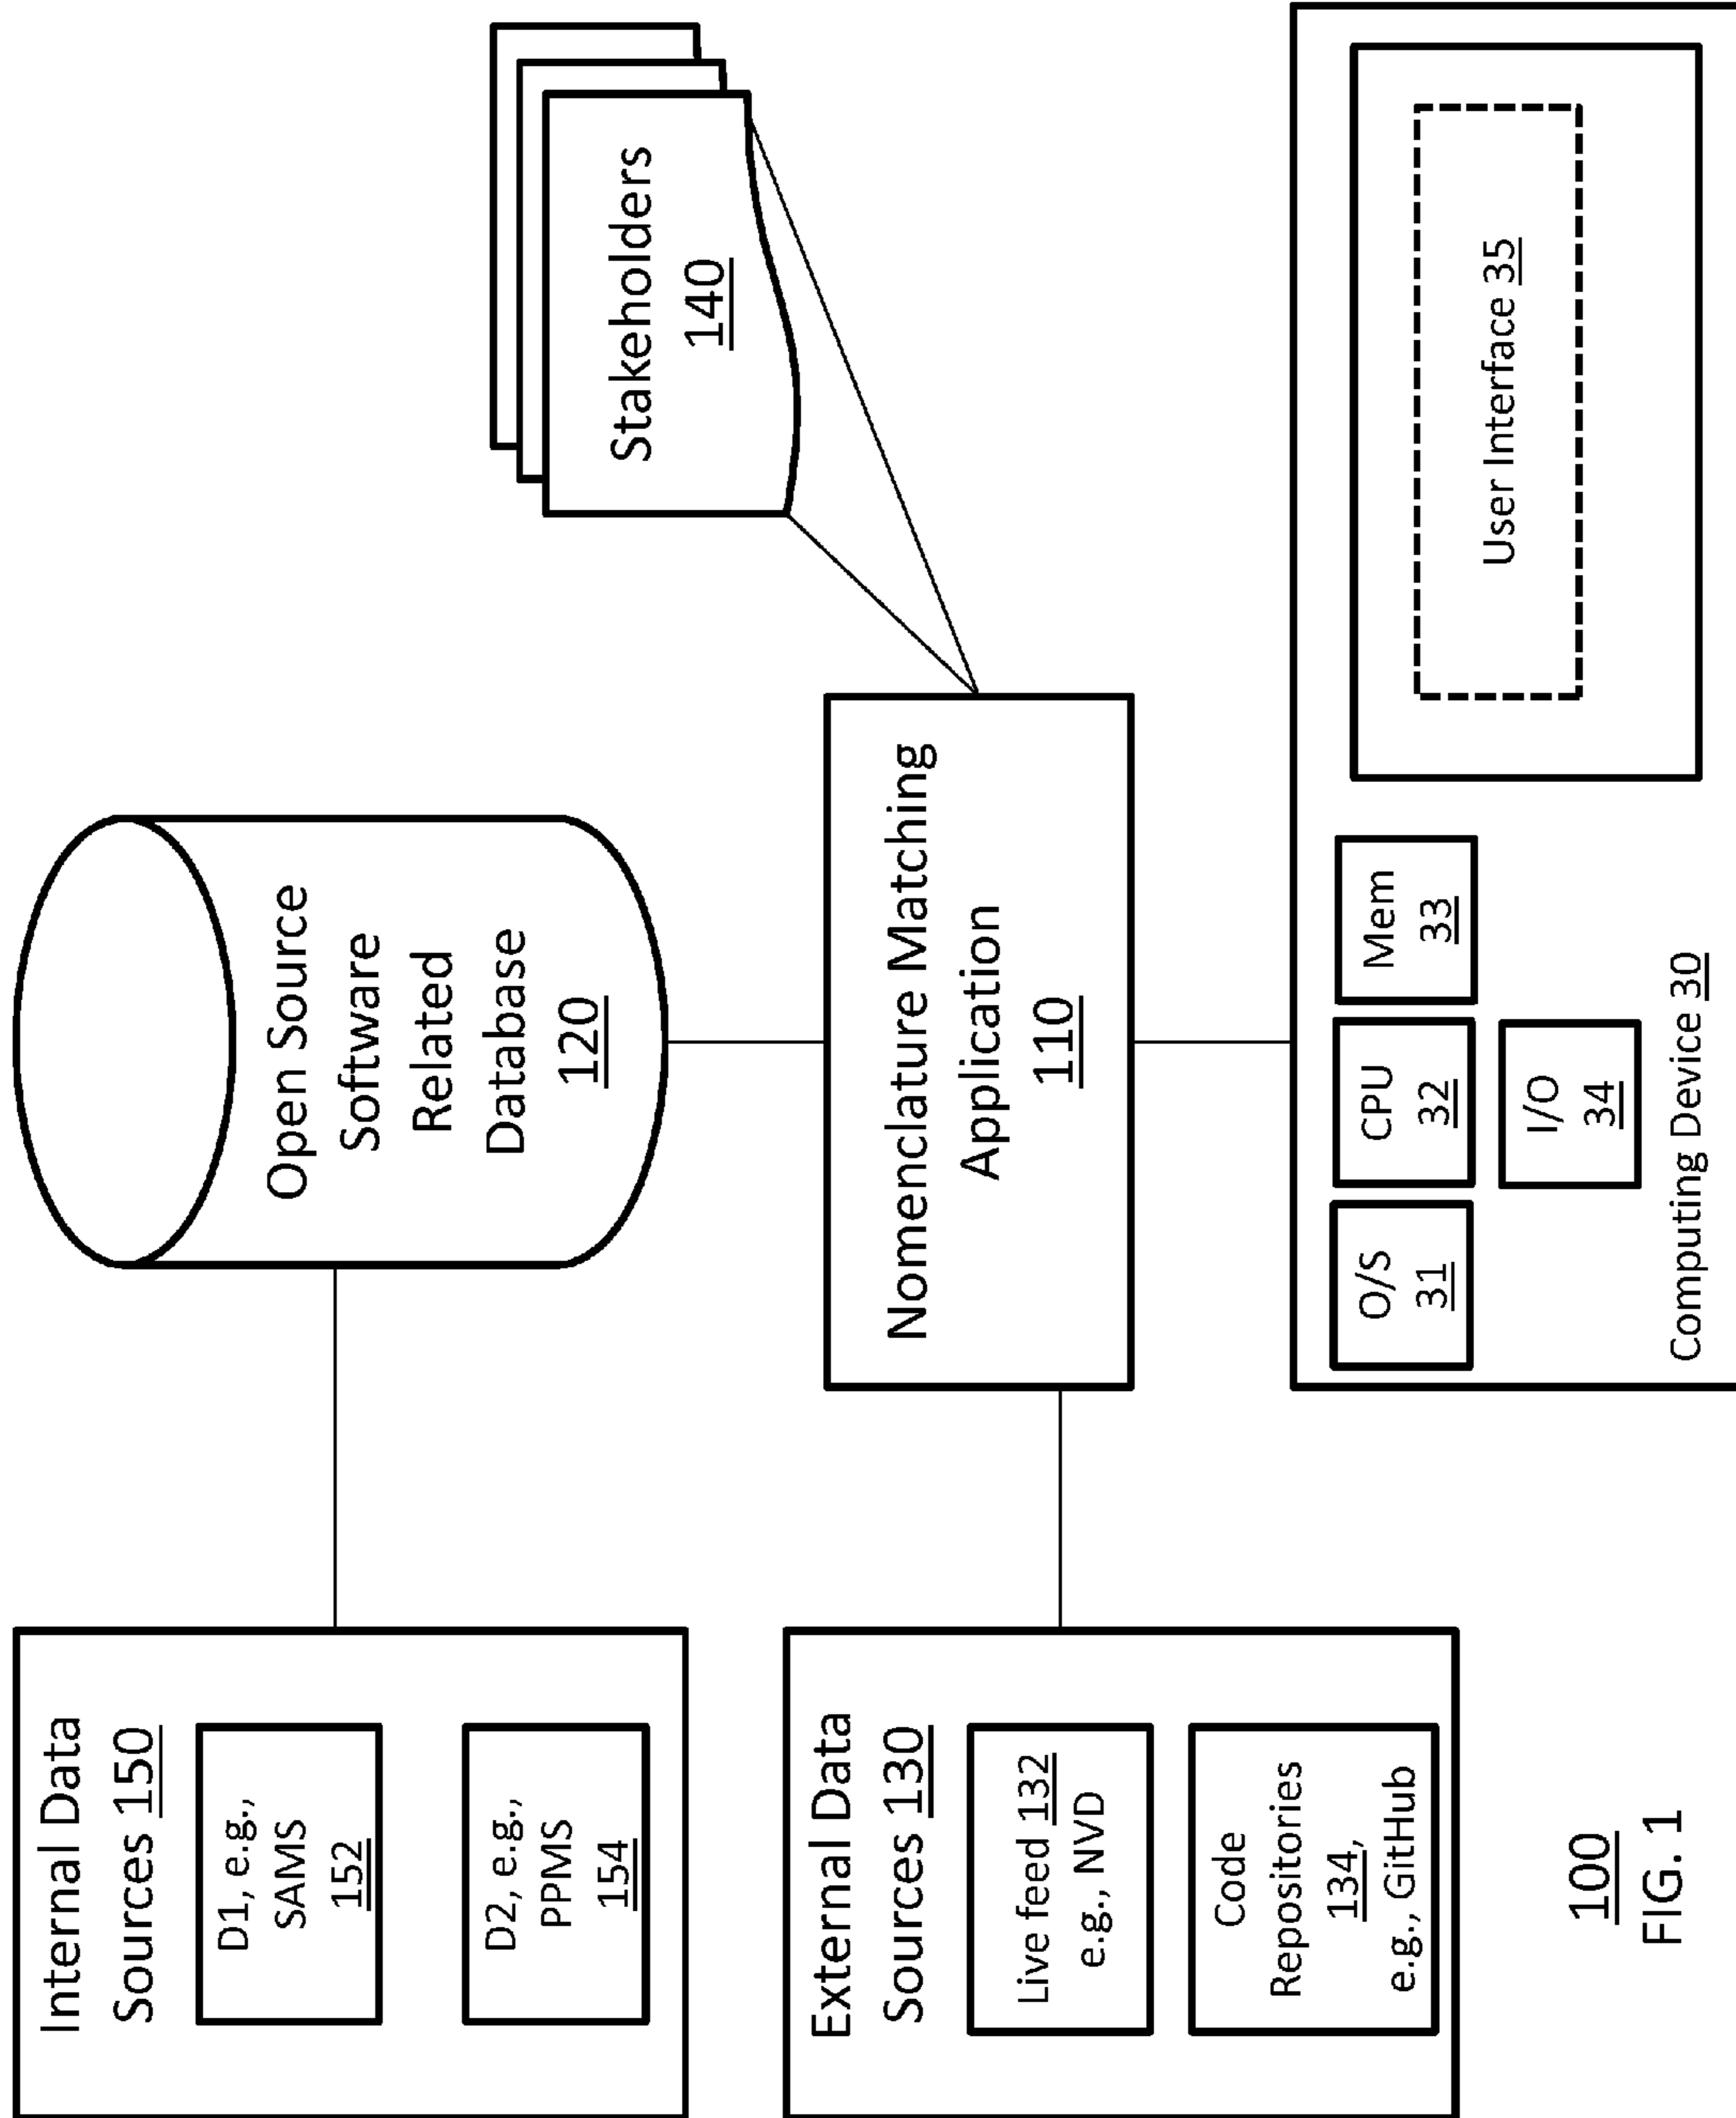 Internal Data
Sources 150
D1, e.g.,
SAMS
152
D2, e.g.,
PPMS
154
Open Source
Software
Related
Database
120
Stakeholders
140
External Data
Sources 130
Live feed 132
e.g., NVD
Code
Repositories
134,
e.g., GitHub
Nomenclature Matching
Application
110
O/S
31
CPU
32
Mem
33
I/O
34
User Interface 35
Computing Device 30
100
FIG. 1